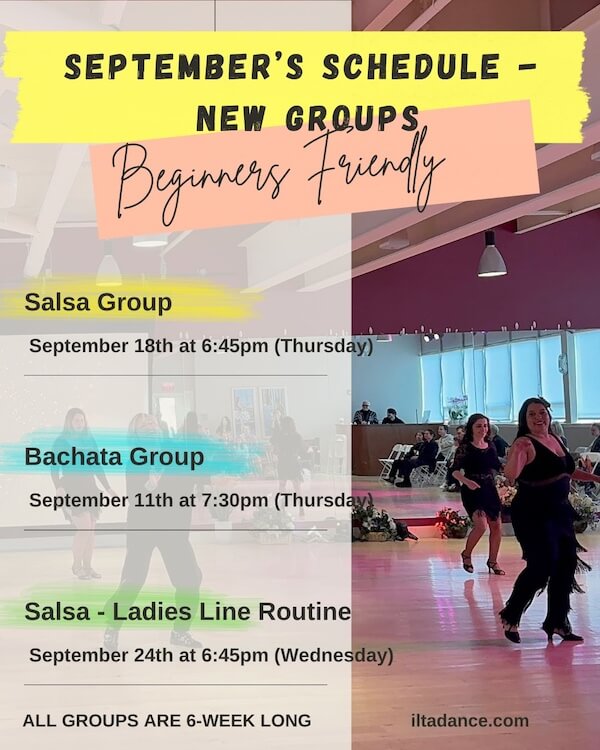 SEPTEMBER'S SCHEDULE –
NEW GROUPS
Beginners Friendly
Salsa Group
September 18th at 6:45pm (Thursday)
Bachata Group
September 11th at 7:30pm (Thursday)
Salsa - Ladies Line Routine
September 24th at 6:45pm (Wednesday)
ALL GROUPS ARE 6-WEEK LONG
iltadance.com